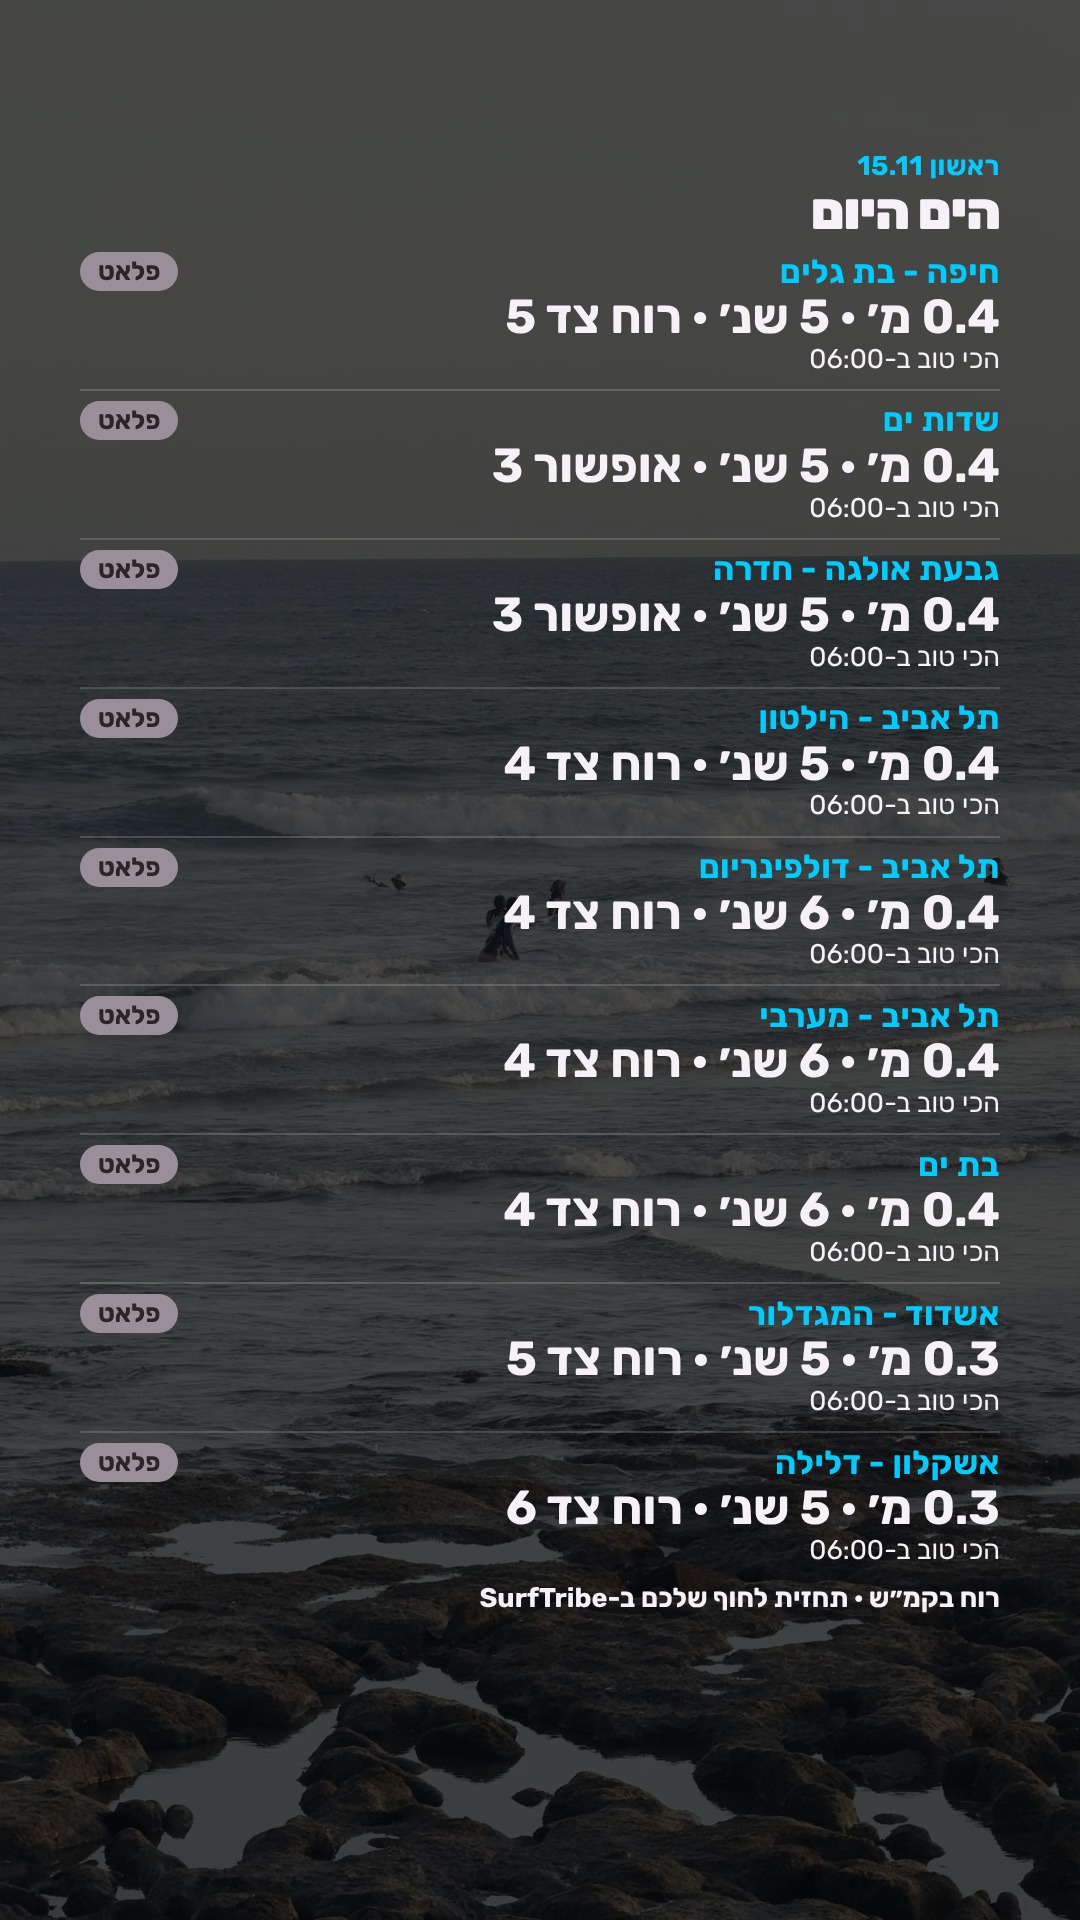 ראשון 15.11
הים היום
חיפה - בת גלים
פלאט
0.4 מ׳ • 5 שנ׳ • רוח צד 5
הכי טוב ב-06:00
שדות ים
פלאט
0.4 מ׳ • 5 שנ׳ • אופשור 3
הכי טוב ב-06:00
גבעת אולגה - חדרה
פלאט
0.4 מ׳ • 5 שנ׳ • אופשור 3
הכי טוב ב-06:00
תל אביב - הילטון
פלאט
0.4 מ׳ • 5 שנ׳ • רוח צד 4
הכי טוב ב-06:00
תל אביב - דולפינריום
פלאט
0.4 מ׳ • 6 שנ׳ • רוח צד 4
הכי טוב ב-06:00
תל אביב - מערבי
פלאט
0.4 מ׳ • 6 שנ׳ • רוח צד 4
הכי טוב ב-06:00
בת ים
פלאט
0.4 מ׳ • 6 שנ׳ • רוח צד 4
הכי טוב ב-06:00
אשדוד - המגדלור
פלאט
0.3 מ׳ • 5 שנ׳ • רוח צד 5
הכי טוב ב-06:00
אשקלון - דלילה
פלאט
0.3 מ׳ • 5 שנ׳ • רוח צד 6
הכי טוב ב-06:00
רוח בקמ״ש • תחזית לחוף שלכם ב-SurfTribe